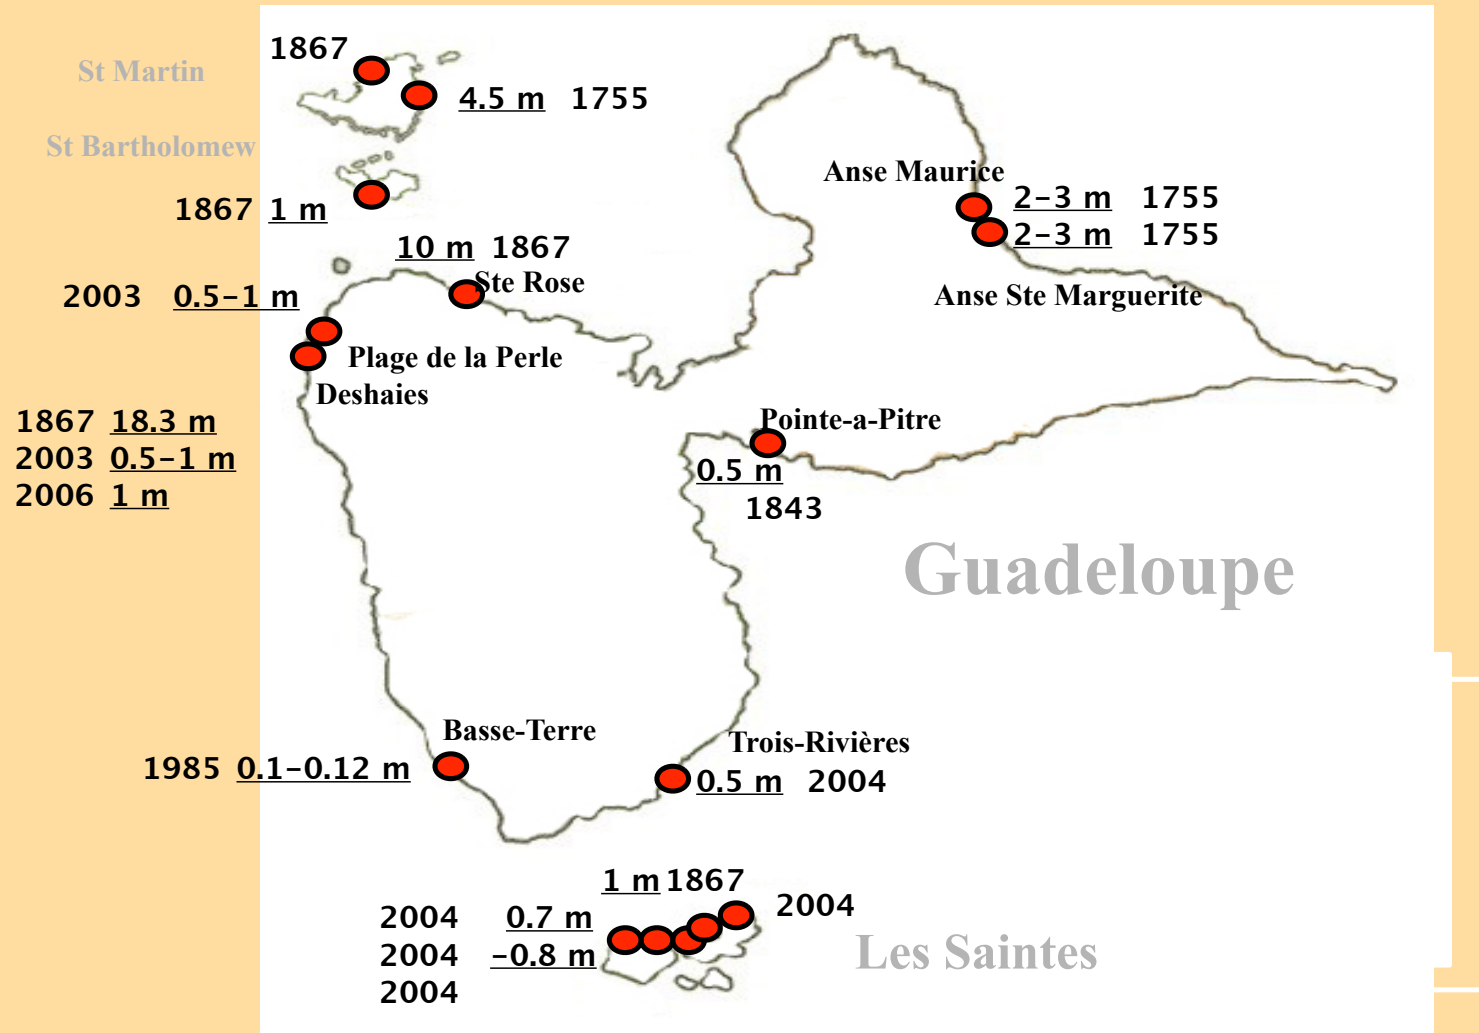 1867
St Martin
4.5 m 1755
St Bartholomew
Anse Maurice
1867 1 m
2-3 m 1755
2-3 m 1755
10 m 1867
Ste Rose
2003 0.5-1 m
Anse Ste Marguerite
Plage de la Perle
Deshaies
1867 18.3 m
2003 0.5-1 m
2006 1 m
Pointe-a-Pitre
0.5 m
1843
Guadeloupe
Basse-Terre
Trois-Rivières
1985 0.1-0.12 m
0.5 m 2004
1 m 1867
2004
2004 0.7 m
2004 -0.8 m
2004
Les Saintes